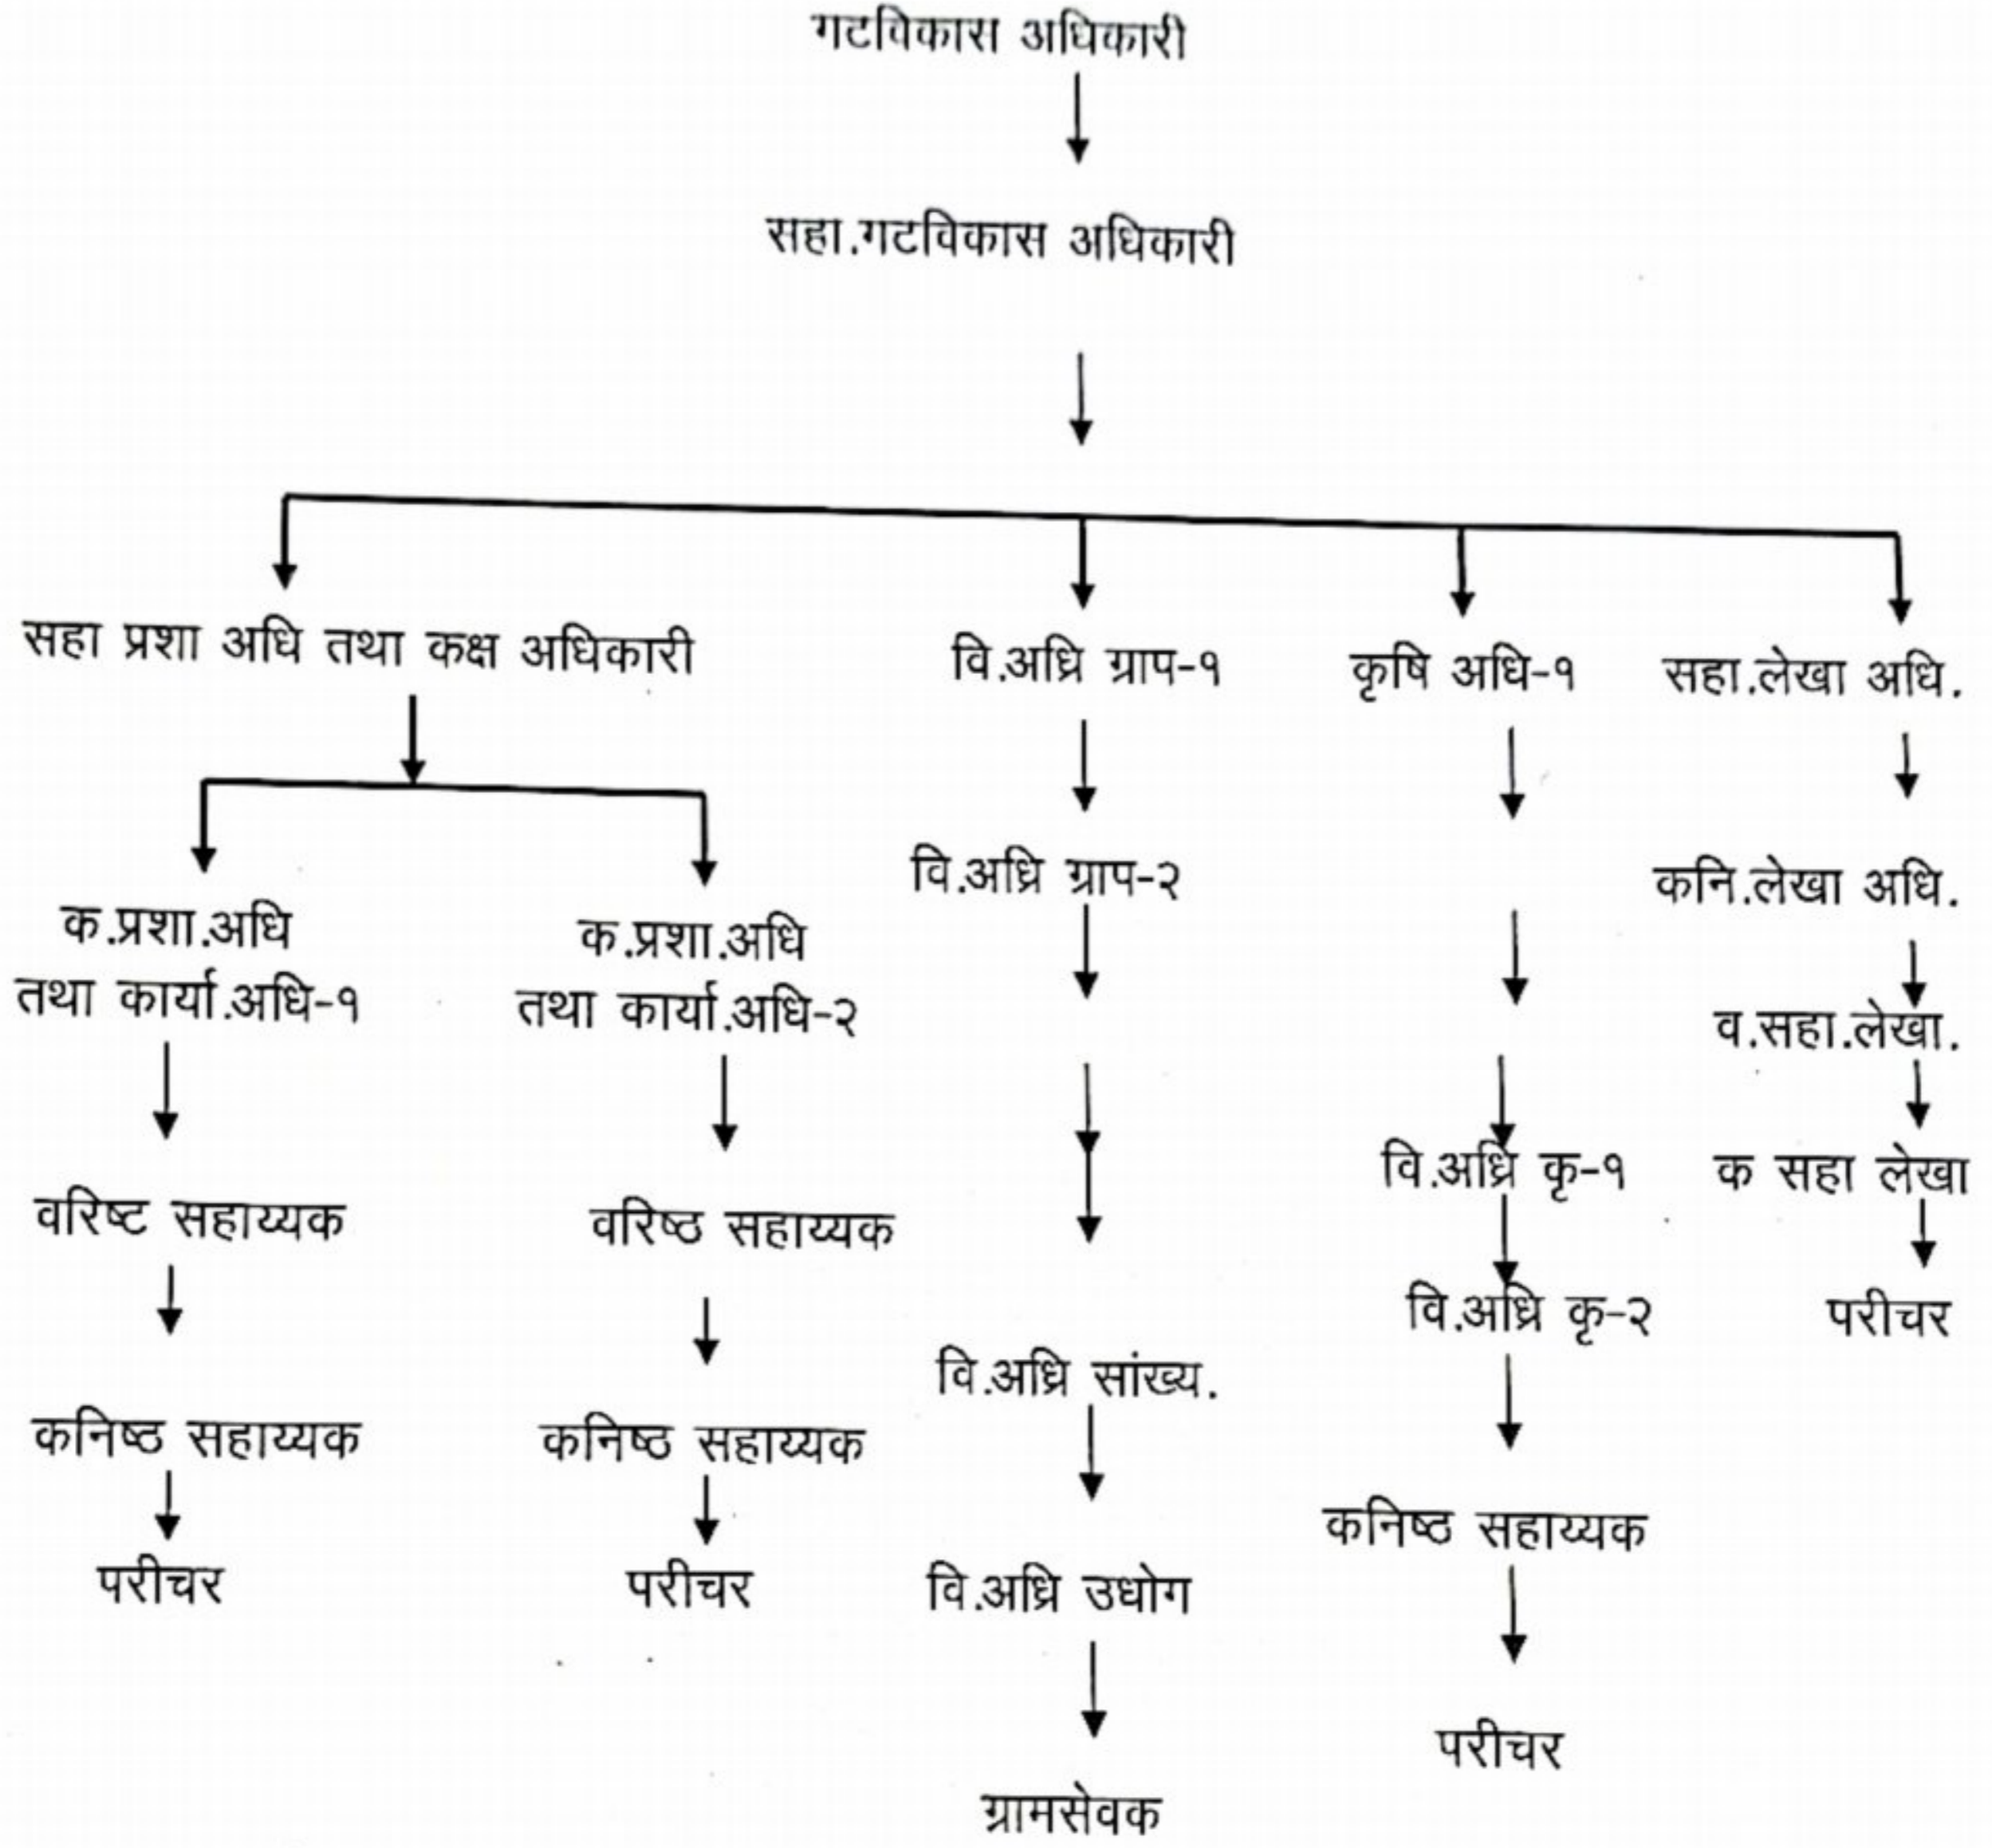 गटविकास अधिकारी
सहा.गटविकास अधिकारी
सहा प्रशा अधि तथा कक्ष अधिकारी
वि.अध्रि ग्राप-१
कृषि अधि-१
सहा.लेखा अधि.
क.प्रशा.अधि
तथा कार्या.अधि-१
वरिष्ट सहाय्यक
कनिष्ठ सहाय्यक
परीचर
क.प्रशा.अधि
तथा कार्या.अधि-२
वरिष्ठ सहाय्यक
कनिष्ठ सहाय्यक
परीचर
वि.अध्रि ग्राप-२
वि.अध्रि सांख्य.
वि.अध्रि उधोग
ग्रामसेवक
वि.अध्रि कृ-१
वि.अध्रि कृ-२
कनिष्ठ सहाय्यक
परीचर
कनि.लेखा अधि.
व.सहा.लेखा.
क सहा लेखा
परीचर